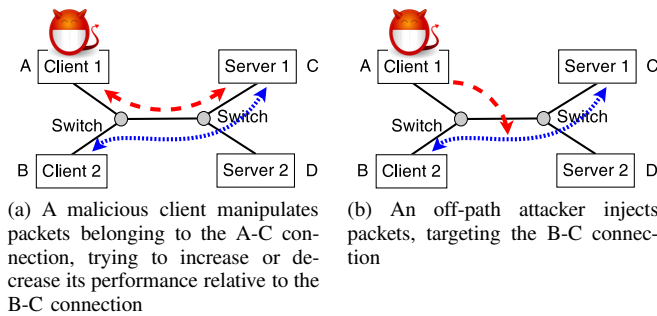 A Client 1 Server 1 C
Switch Switch
B Client 2 Server 2 D
(a) A malicious client manipulates
packets belonging to the A-C con-
nection, trying to increase or de-
crease its performance relative to the
B-C connection
A Client 1 Server 1 C
Switch Switch
B Client 2 Server 2 D
(b) An off-path attacker injects
packets, targeting the B-C connec-
tion